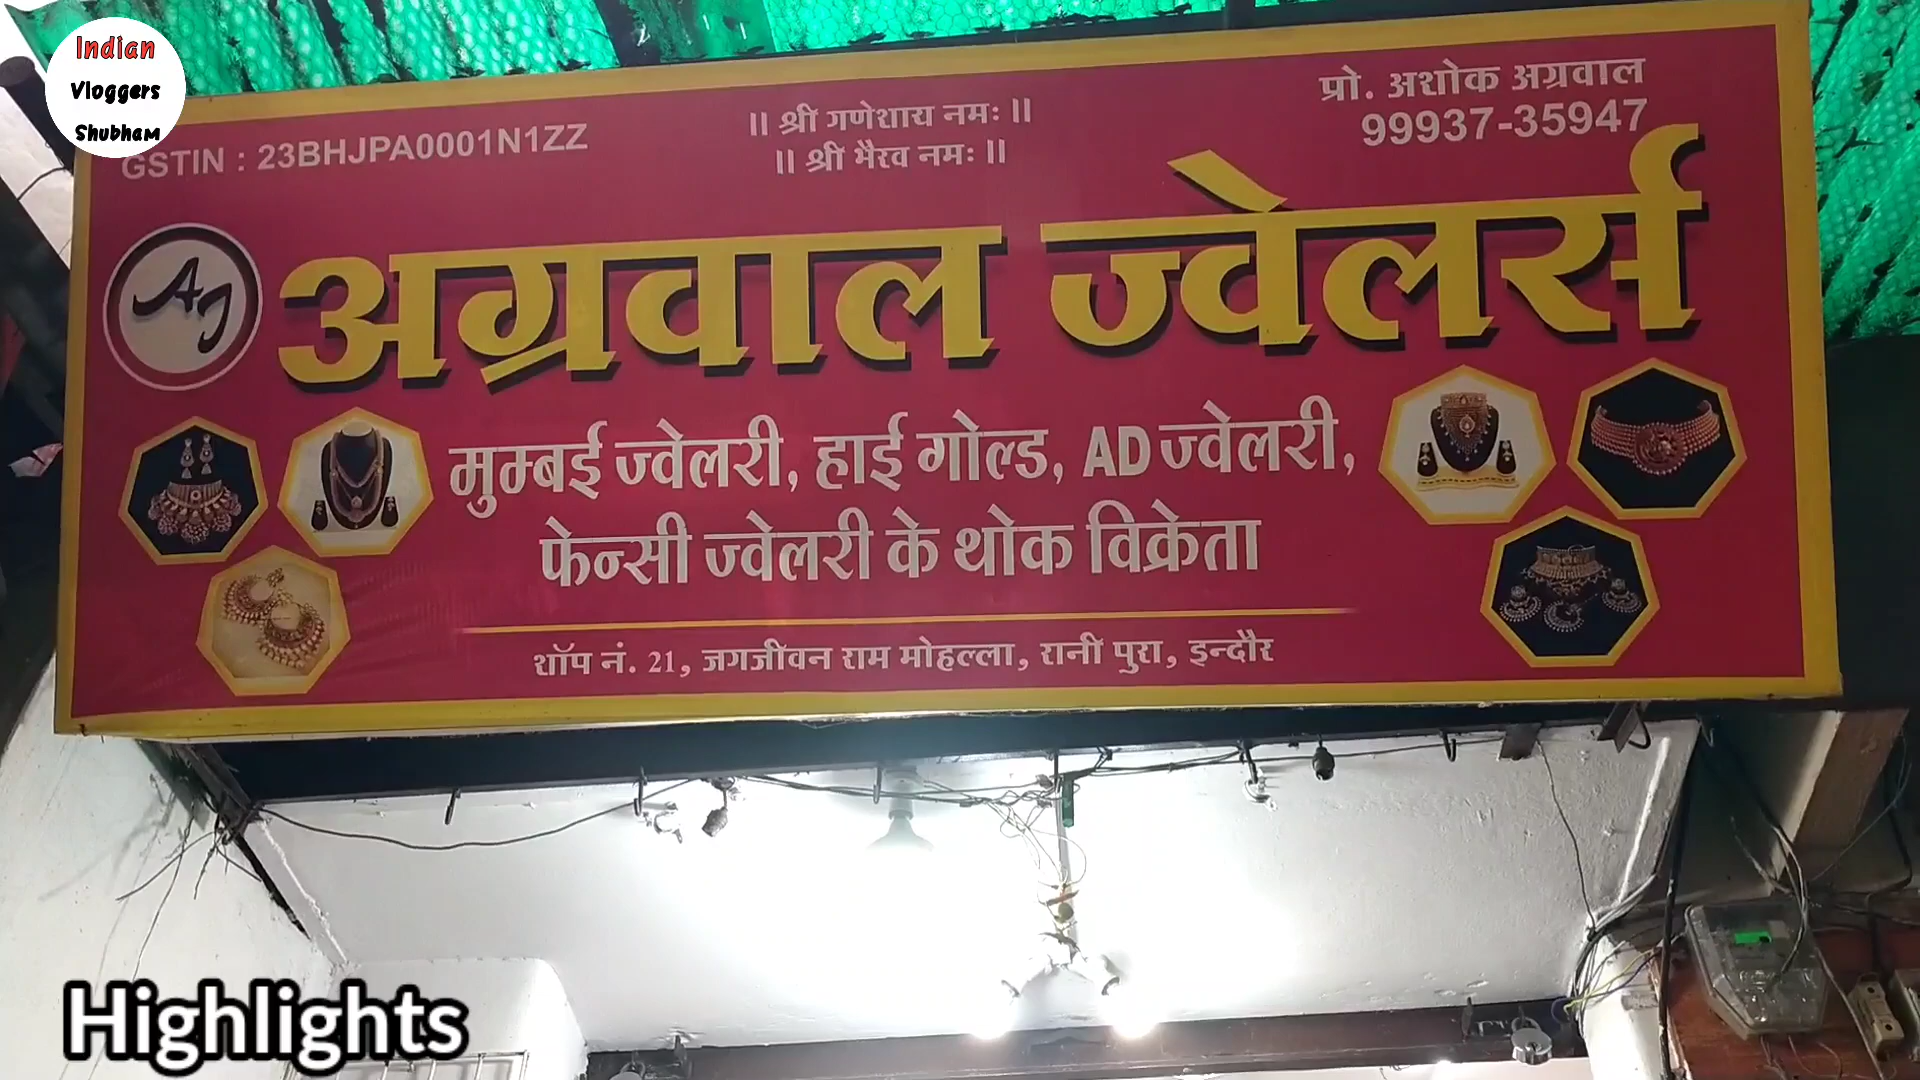 Indian
Vloggers
Shubham
GSTIN : 23BHJPA0001N1ZZ
|| श्री गणेशाय नमः ||
|| श्री भैरव नमः ||
प्रो. अशोक अग्रवाल
99937-35947
AJ
अग्रवाल ज्वेलर्स
मुम्बई ज्वेलरी, हाई गोल्ड, AD ज्वेलरी,
फेन्सी ज्वेलरी के थोक विक्रेता
शॉप नं. 21, जगजीवन राम मोहल्ला, रानी पुरा, इन्दौर
Highlights